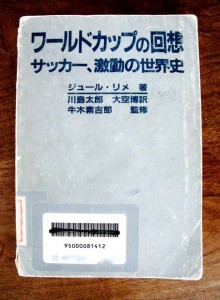 ワールドカップの回想
サッカー、激動の世界史
ジュール・リメ 著
川島太郎 大空博訳
牛木素吉郎 監修
95000081412